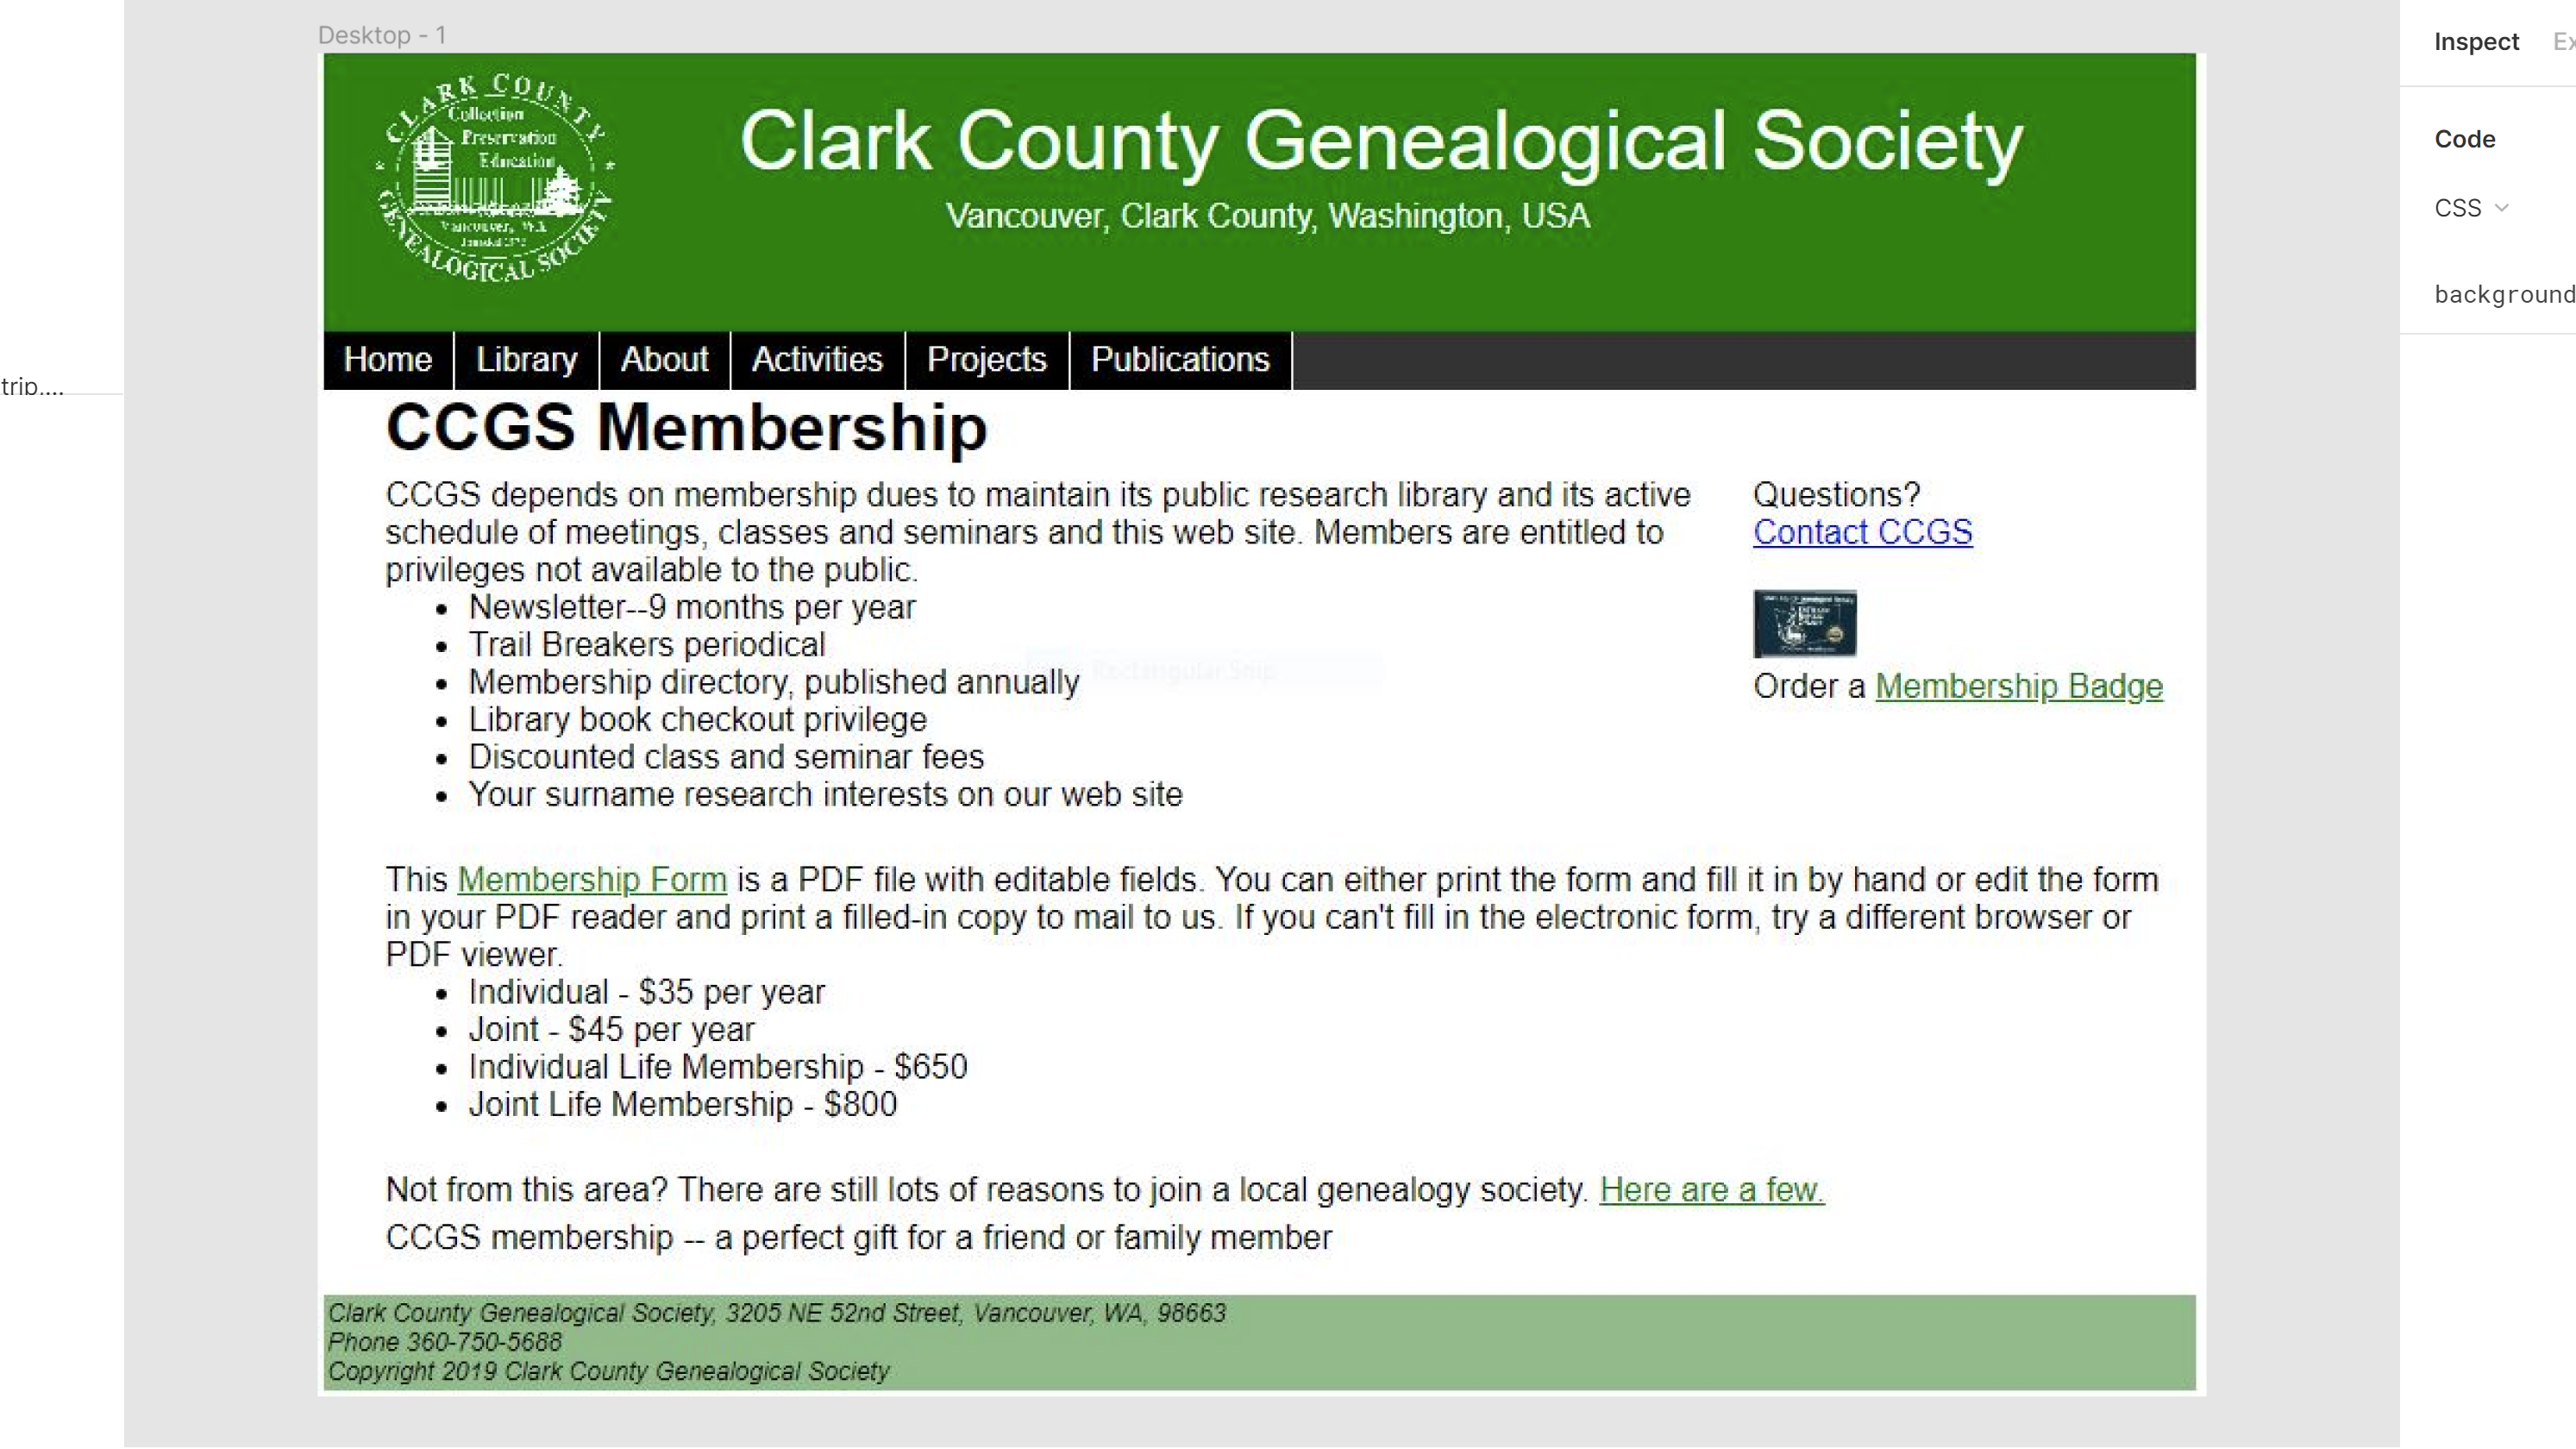 Desktop - 1
Inspect
Code
CSS
background
trip....
CLARK COUNTY
GENEALOGICAL SOCIETY
Collection
Preservation
Education
Vancouver, WA
Clark County Genealogical Society
Vancouver, Clark County, Washington, USA
Home Library About Activities Projects Publications
CCGS Membership
CCGS depends on membership dues to maintain its public research library and its active
schedule of meetings, classes and seminars and this web site. Members are entitled to
privileges not available to the public.
• Newsletter--9 months per year
• Trail Breakers periodical
• Membership directory, published annually
• Library book checkout privilege
• Discounted class and seminar fees
• Your surname research interests on our web site
Rectangular Snip
Questions?
Contact CCGS
Order a Membership Badge
This Membership Form is a PDF file with editable fields. You can either print the form and fill it in by hand or edit the form
in your PDF reader and print a filled-in copy to mail to us. If you can't fill in the electronic form, try a different browser or
PDF viewer.
• Individual - $35 per year
• Joint - $45 per year
• Individual Life Membership - $650
• Joint Life Membership - $800
Not from this area? There are still lots of reasons to join a local genealogy society. Here are a few.
CCGS membership -- a perfect gift for a friend or family member
Clark County Genealogical Society, 3205 NE 52nd Street, Vancouver, WA, 98663
Phone 360-750-5688
Copyright 2019 Clark County Genealogical Society